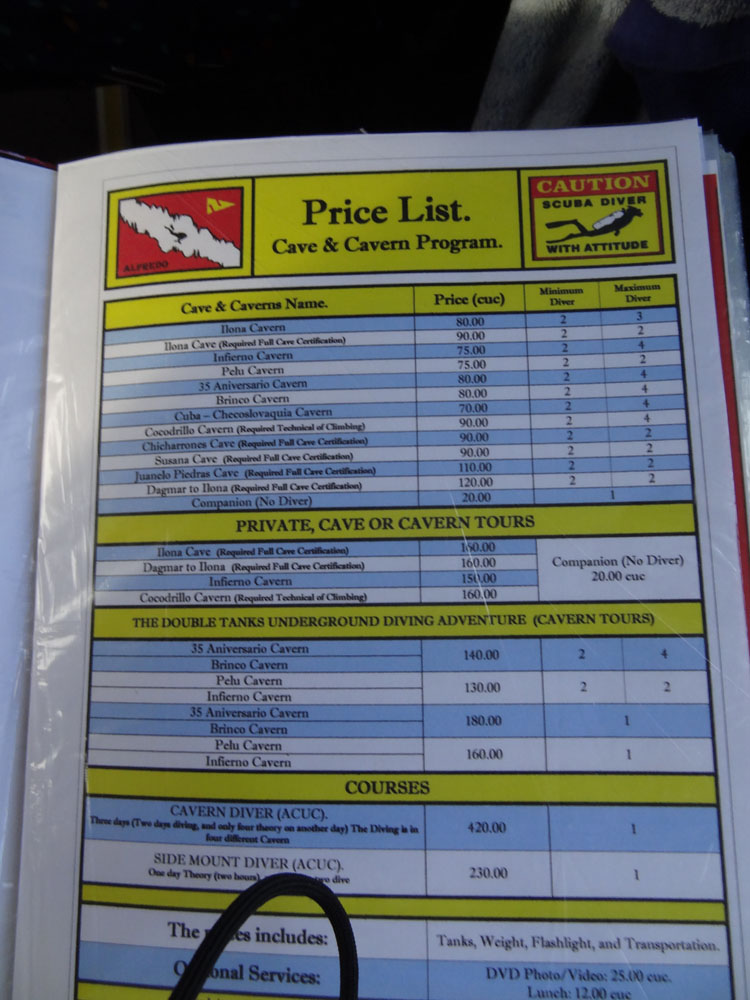 Price List.
Cave & Cavern Program.
ALFREDO
CAUTION
SCUBA DIVER
WITH ATTITUDE
Cave & Caverns Name. Price (cuc) Minimum Diver Maximum Diver
Ilona Cavern 80.00 2 3
Ilona Cave (Required Full Cave Certification) 90.00 2 2
Infierno Cavern 75.00 2 4
Pelu Cavern 75.00 2 2
35 Aniversario Cavern 80.00 2 4
Brinco Cavern 80.00 2 4
Cuba – Checoslovaquia Cavern 70.00 2 4
Cocodrillo Cavern (Required Technical of Climbing) 90.00 2 4
Chicharrones Cave (Required Full Cave Certification) 90.00 2 2
Susana Cave (Required Full Cave Certification) 90.00 2 2
Juanelo Piedras Cave (Required Full Cave Certification) 110.00 2 2
Dagmar to Ilona (Required Full Cave Certification) 120.00 2 2
Companion (No Diver) 20.00 1
PRIVATE, CAVE OR CAVERN TOURS
Ilona Cave (Required Full Cave Certification) 160.00
Dagmar to Ilona (Required Full Cave Certification) 160.00
Infierno Cavern 150.00
Cocodrillo Cavern (Required Technical of Climbing) 160.00
Companion (No Diver)
20.00 cuc
THE DOUBLE TANKS UNDERGROUND DIVING ADVENTURE (CAVERN TOURS)
35 Aniversario Cavern
Brinco Cavern
140.00 2 4
Pelu Cavern
Infierno Cavern
130.00 2 2
35 Aniversario Cavern
Brinco Cavern
180.00 1
Pelu Cavern
Infierno Cavern
160.00 1
COURSES
CAVERN DIVER (ACUC).
Three days (Two days diving, and only four theory on another day) The Diving is in
four different Cavern
420.00 1
SIDE MOUNT DIVER (ACUC).
One day Theory (two hours), two dive
230.00 1
The includes: Tanks, Weight, Flashlight, and Transportation.
Services: DVD Photo/Video: 25.00 cuc.
Lunch: 12.00 cuc